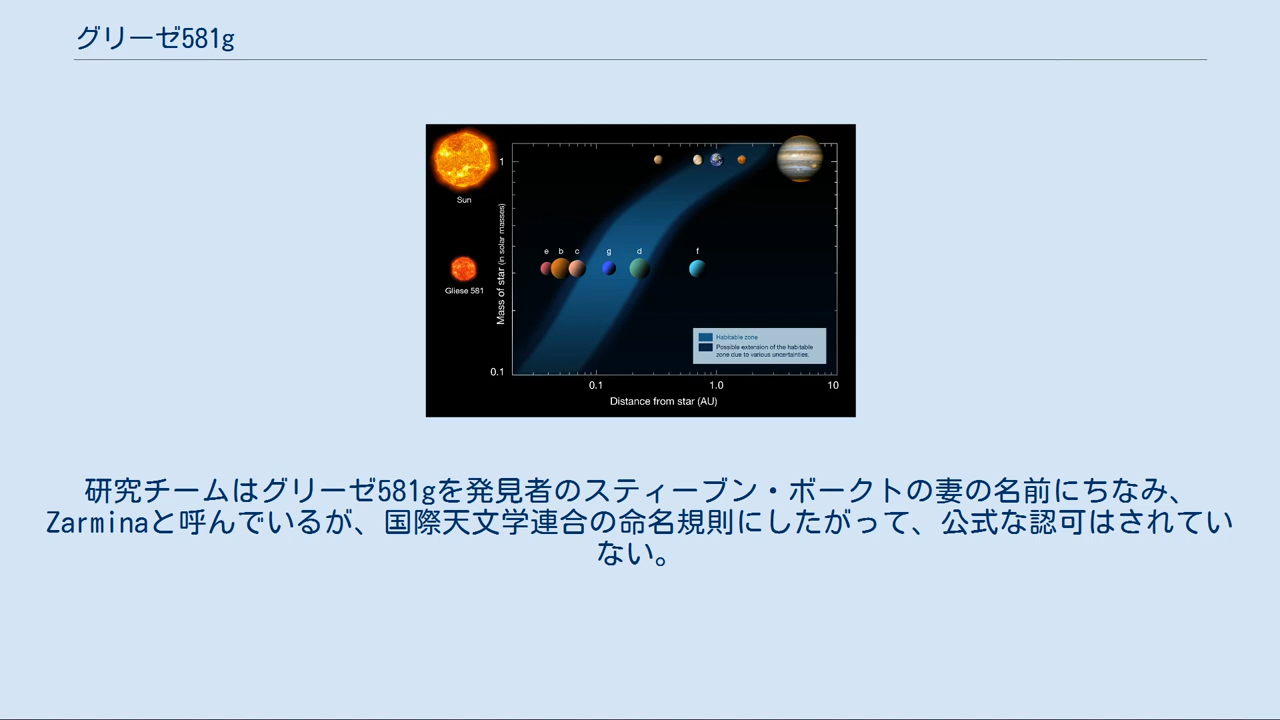 グリーゼ581g
Sun
Gliese 581
Mass of star (in solar masses)
1
0.1
e b c g d f
Habitable zone
Possible extension of the habitable
zone due to various uncertainties.
0.1 1.0 10
Distance from star (AU)
研究チームはグリーゼ581gを発見者のスティーブン・ボークトの妻の名前にちなみ、
Zarminaと呼んでいるが、国際天文学連合の命名規則にしたがって、公式な認可はされてい
ない。